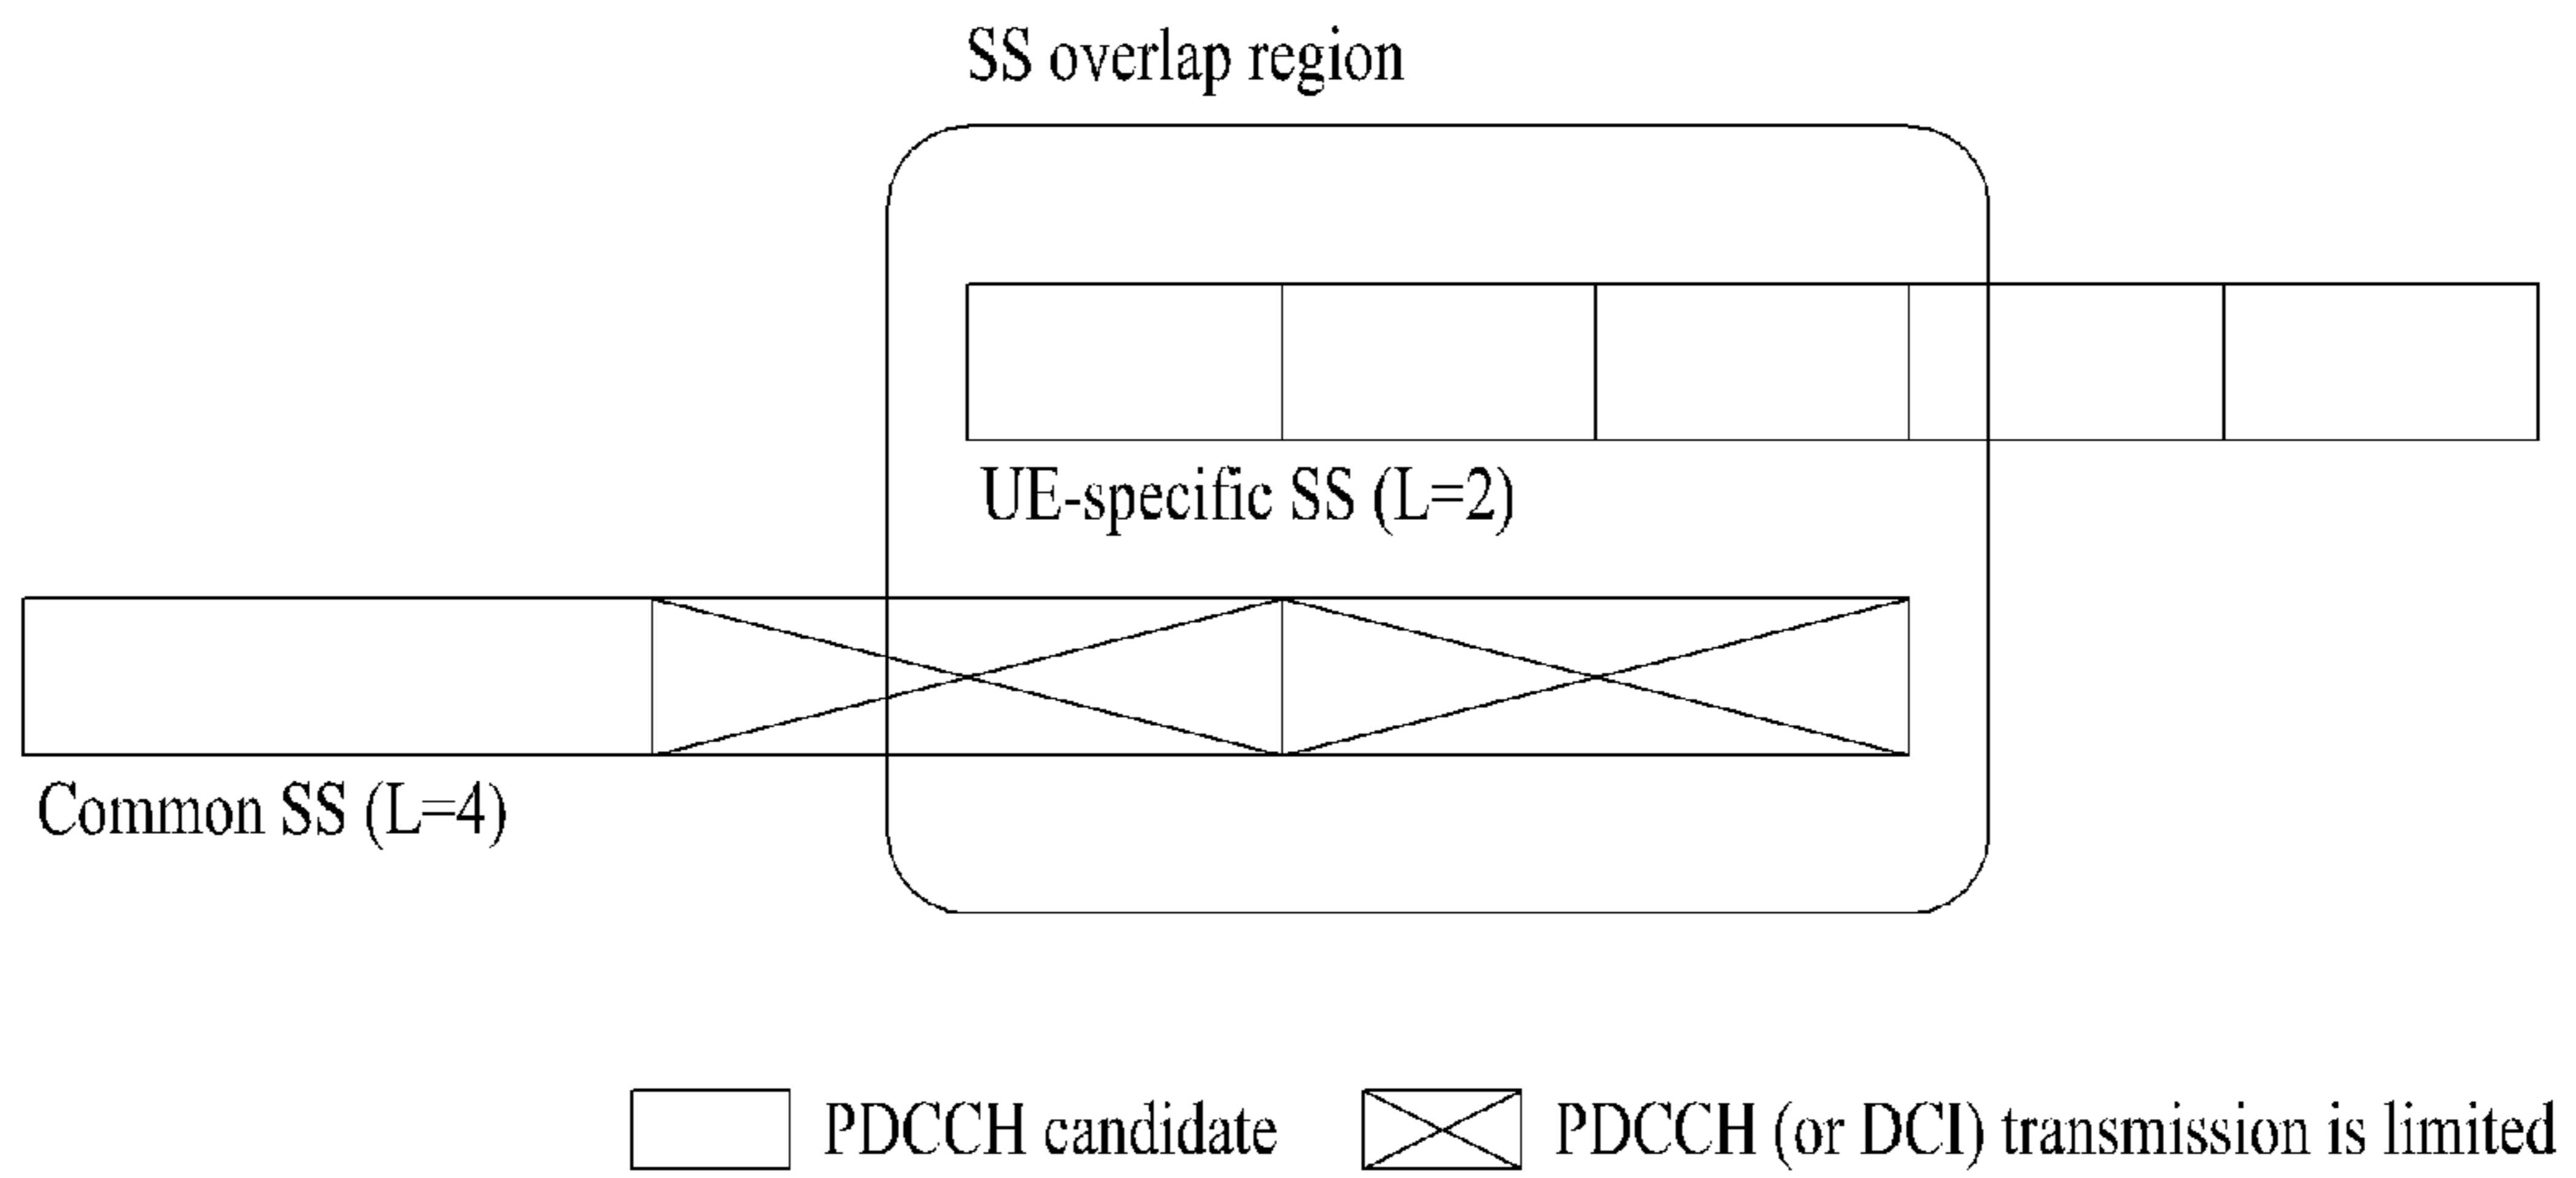 SS overlap region
UE-specific SS (L=2)
Common SS (L=4)
PDCCH candidate
PDCCH (or DCI) transmission is limited